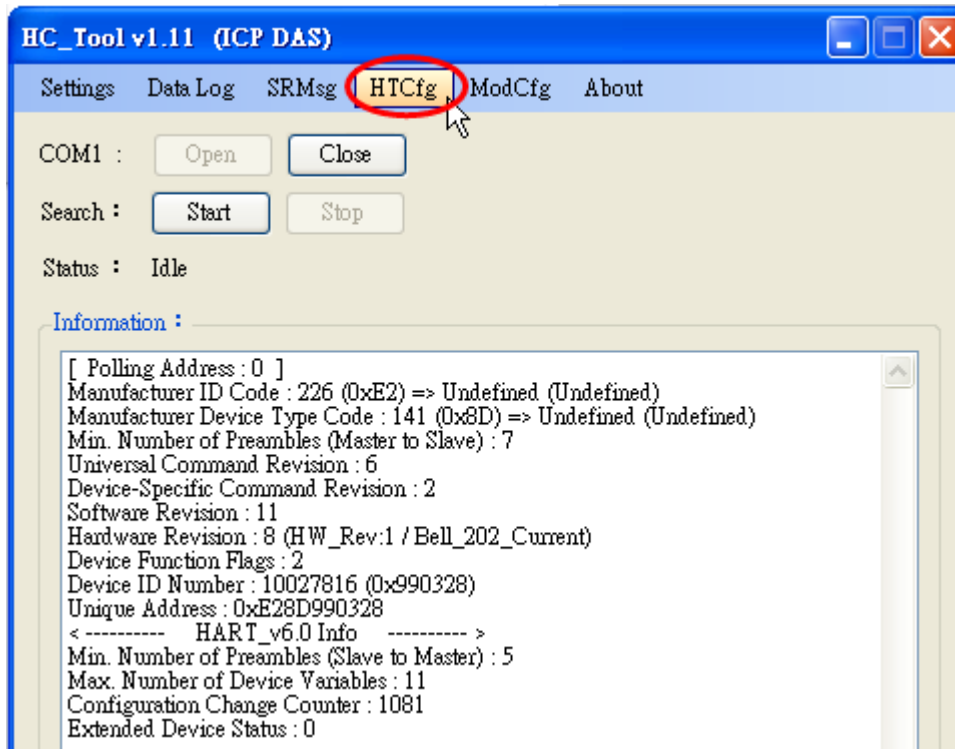 HC_Tool v1.11 (ICP DAS)
Settings Data Log SRMsg HTCfg ModCfg About
COM1 : Open Close
Search : Start Stop
Status : Idle
Information :
[ Polling Address : 0 ]
Manufacturer ID Code : 226 (0xE2) => Undefined (Undefined)
Manufacturer Device Type Code : 141 (0x8D) => Undefined (Undefined)
Min. Number of Preambles (Master to Slave) : 7
Universal Command Revision : 6
Device-Specific Command Revision : 2
Software Revision : 11
Hardware Revision : 8 (HW_Rev:1 / Bell_202_Current)
Device Function Flags : 2
Device ID Number : 10027816 (0x990328)
Unique Address : 0xE28D990328
< ---------- HART_v6.0 Info ---------- >
Min. Number of Preambles (Slave to Master) : 5
Max. Number of Device Variables : 11
Configuration Change Counter : 1081
Extended Device Status : 0